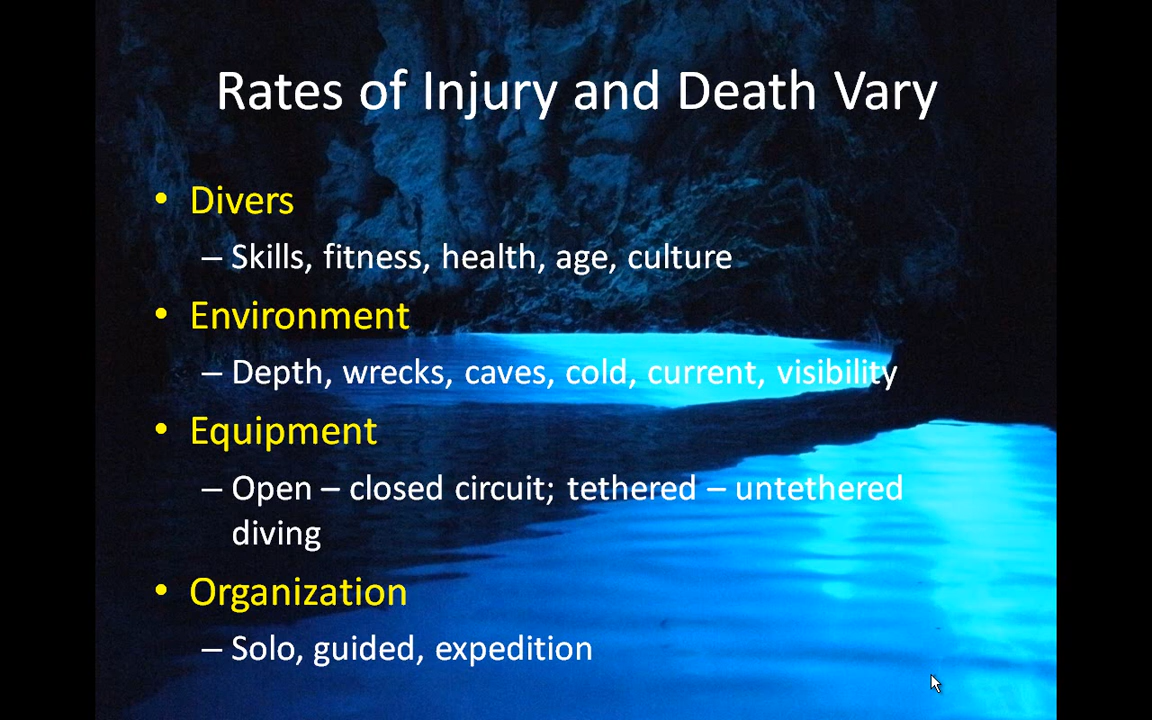 Rates of Injury and Death Vary
• Divers
– Skills, fitness, health, age, culture
• Environment
– Depth, wrecks, caves, cold, current, visibility
• Equipment
– Open – closed circuit; tethered – untethered
diving
• Organization
– Solo, guided, expedition